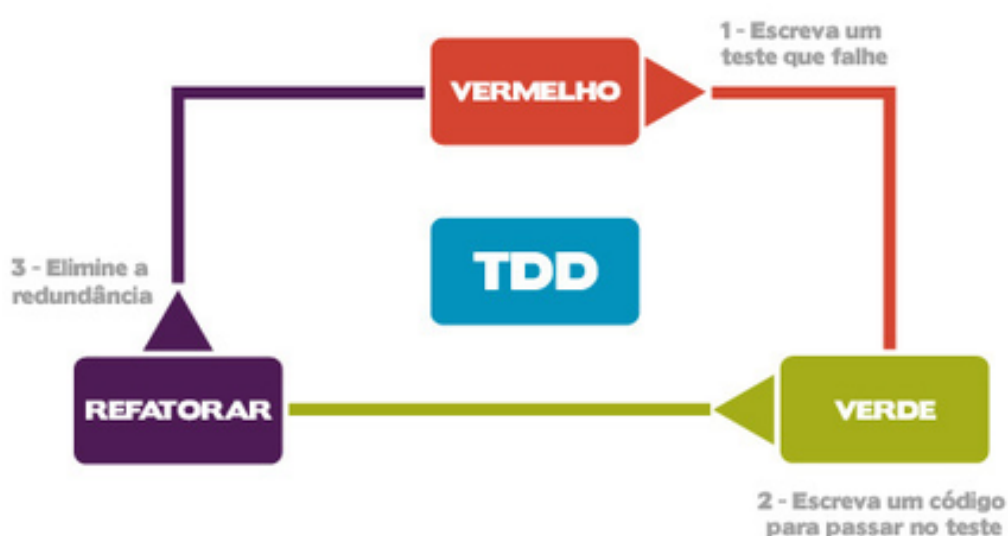 1 - Escreva um
teste que falhe
VERMELHO
TDD
3 - Elimine a
redundância
REFATORAR
VERDE
2 - Escreva um código
para passar no teste